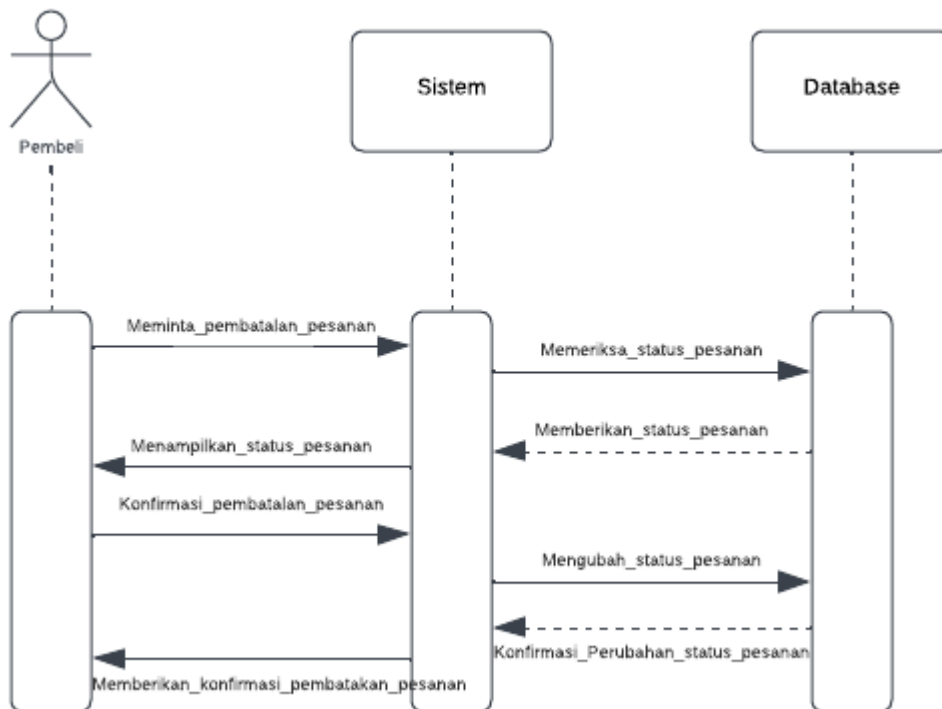 Sistem
Database
Pembeli
Meminta_pembatalan_pesanan
Memeriksa_status_pesanan
Memberikan_status_pesanan
Menampilkan_status_pesanan
Konfirmasi_pembatalan_pesanan
Mengubah_status_pesanan
Konfirmasi_Perubahan_status_pesanan
Memberikan_konfirmasi_pembatakan_pesanan